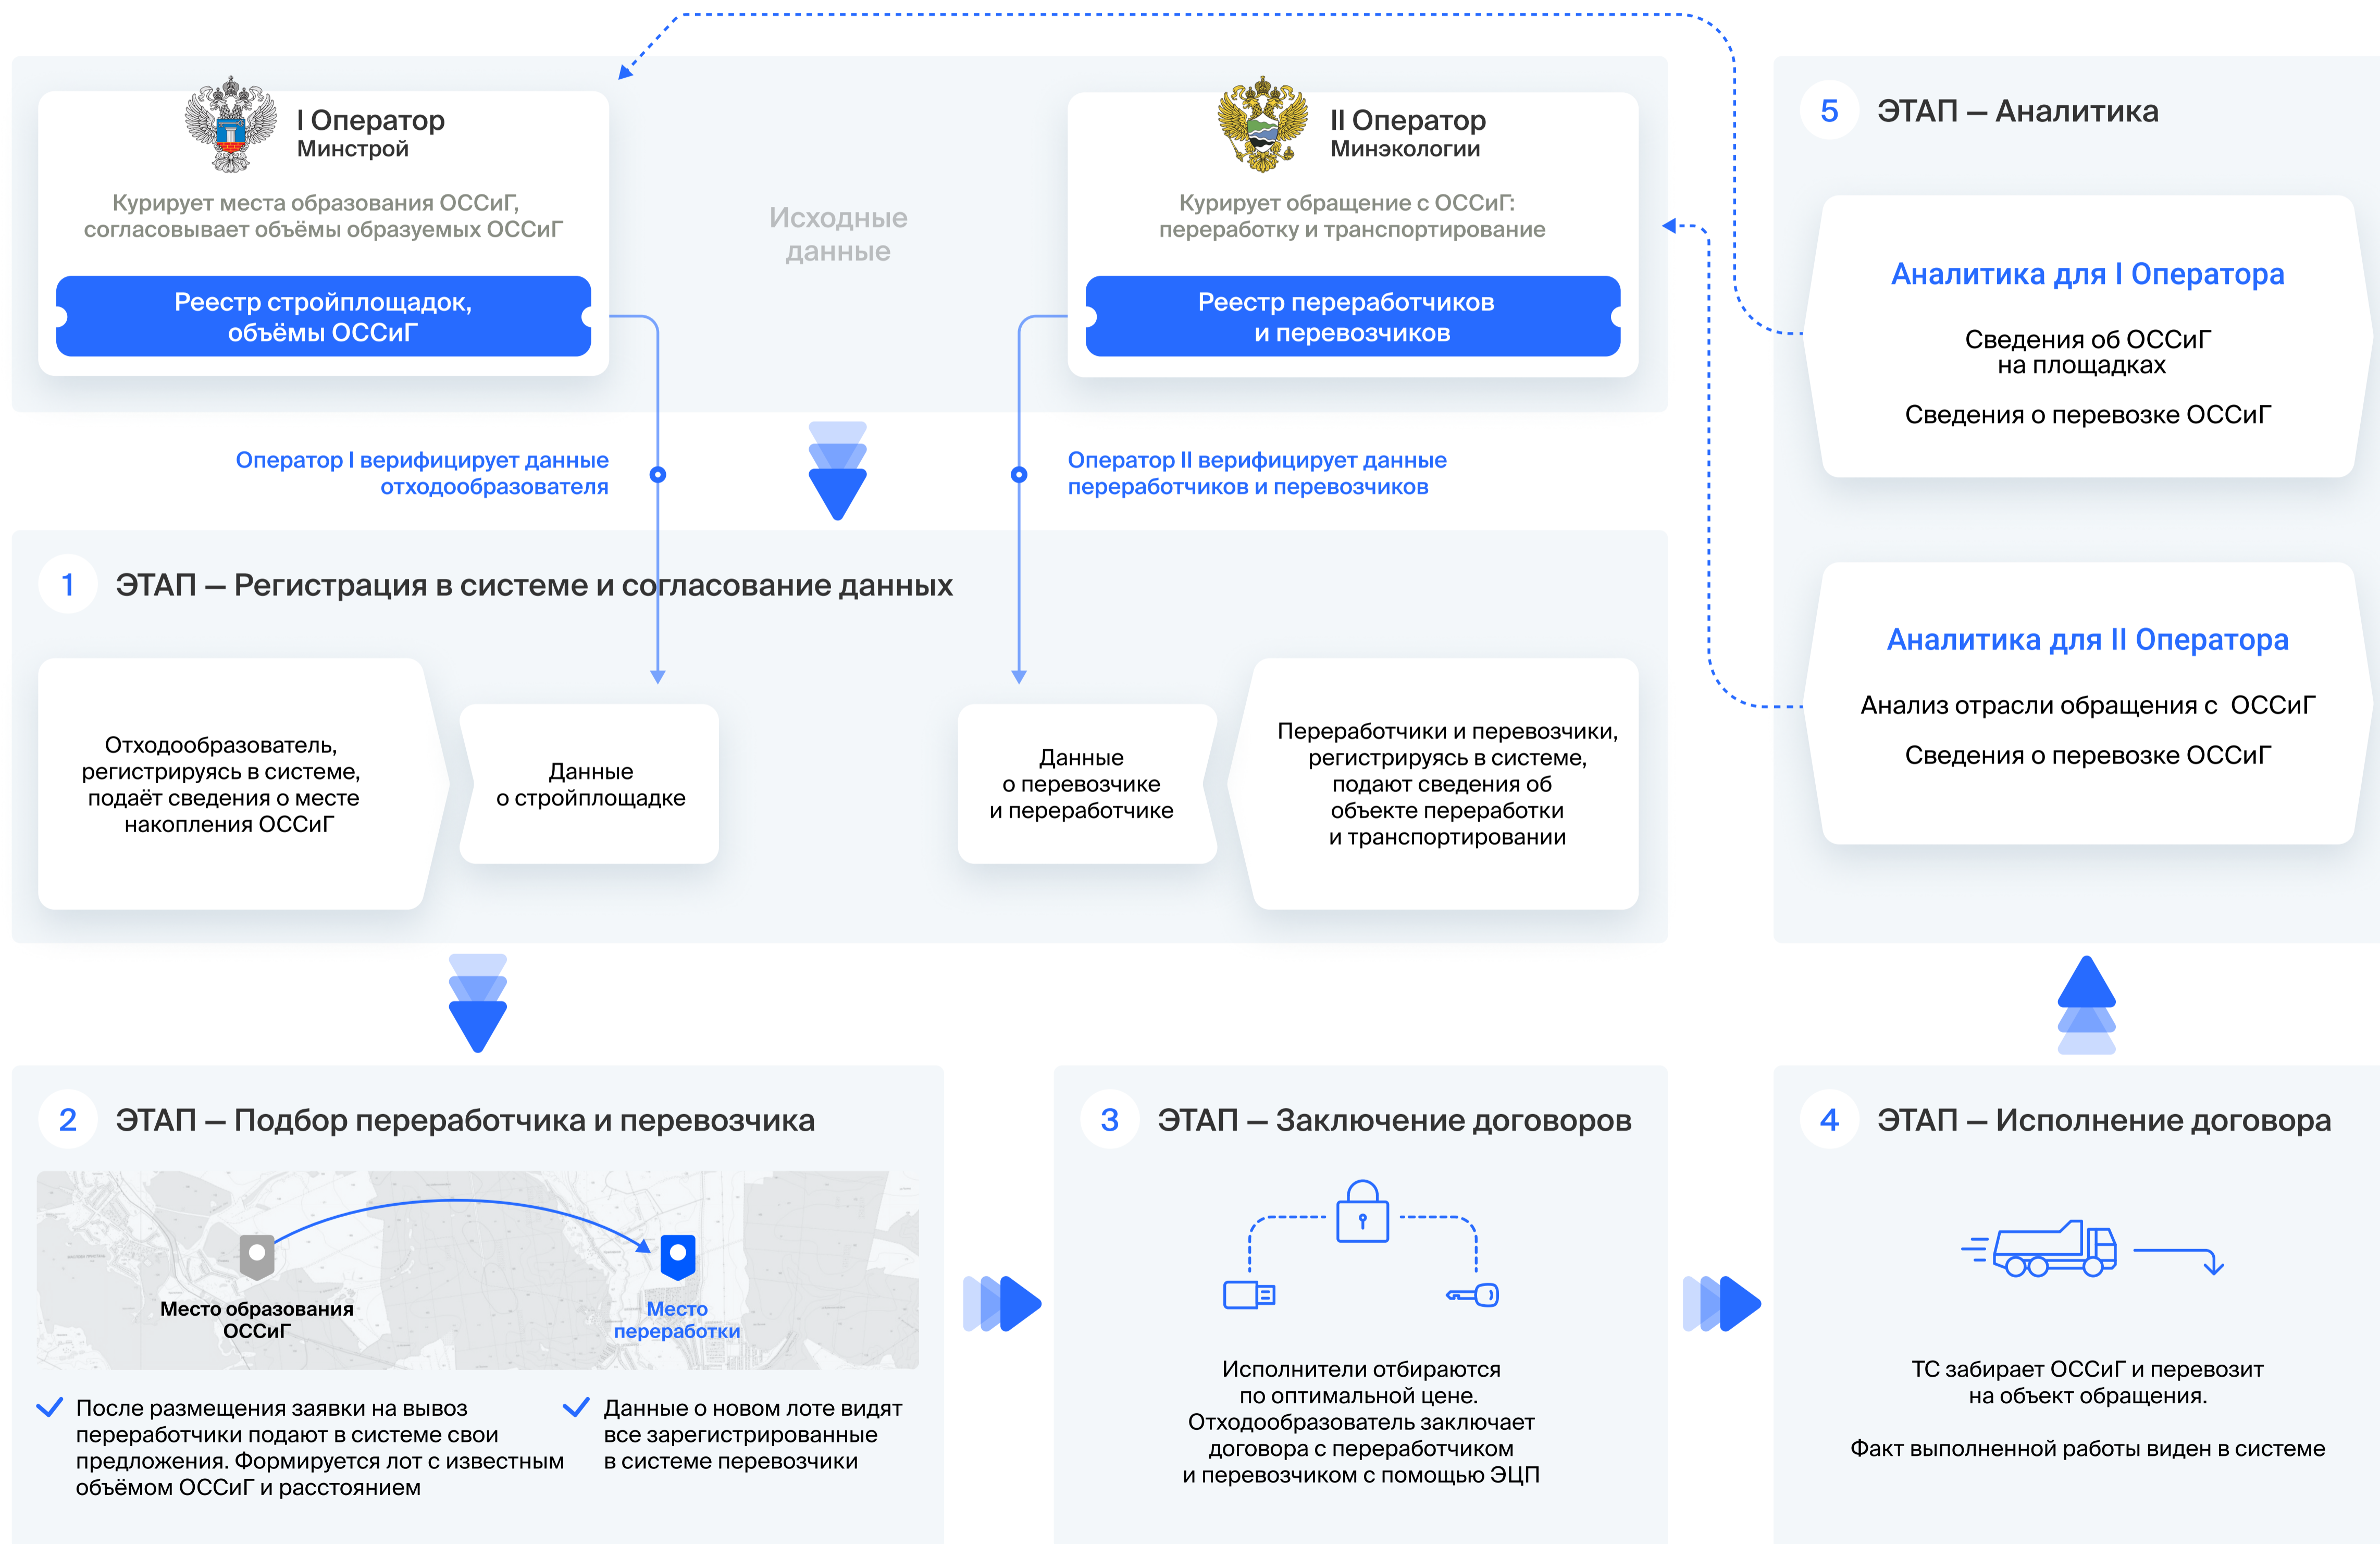 I Оператор
Минстрой
Курирует места образования ОССиГ,
согласовывает объёмы образуемых ОССиГ
Реестр стройплощадок,
объёмы ОССиГ
Исходные
данные
II Оператор
Минэкологии
Курирует обращение с ОССиГ:
переработку и транспортирование
Реестр переработчиков
и перевозчиков
Оператор I верифицирует данные
отходообразователя
Оператор II верифицирует данные
переработчиков и перевозчиков
1 ЭТАП — Регистрация в системе и согласование данных
Отходообразователь,
регистрируясь в системе,
подаёт сведения о месте
накопления ОССиГ
Данные
о стройплощадке
Данные
о перевозчике
и переработчике
Переработчики и перевозчики,
регистрируясь в системе,
подают сведения об
объекте переработки
и транспортировании
2 ЭТАП — Подбор переработчика и перевозчика
Место образования
ОССиГ
Место
переработки
После размещения заявки на вывоз
переработчики подают в системе свои
предложения. Формируется лот с известным
объёмом ОССиГ и расстоянием
Данные о новом лоте видят
все зарегистрированные
в системе перевозчики
3 ЭТАП — Заключение договоров
Исполнители отбираются
по оптимальной цене.
Отходообразователь заключает
договора с переработчиком
и перевозчиком с помощью ЭЦП
4 ЭТАП — Исполнение договора
ТС забирает ОССиГ и перевозит
на объект обращения.
Факт выполненной работы виден в системе
5 ЭТАП — Аналитика
Аналитика для I Оператора
Сведения об ОССиГ
на площадках
Сведения о перевозке ОССиГ
Аналитика для II Оператора
Анализ отрасли обращения с ОССиГ
Сведения о перевозке ОССиГ